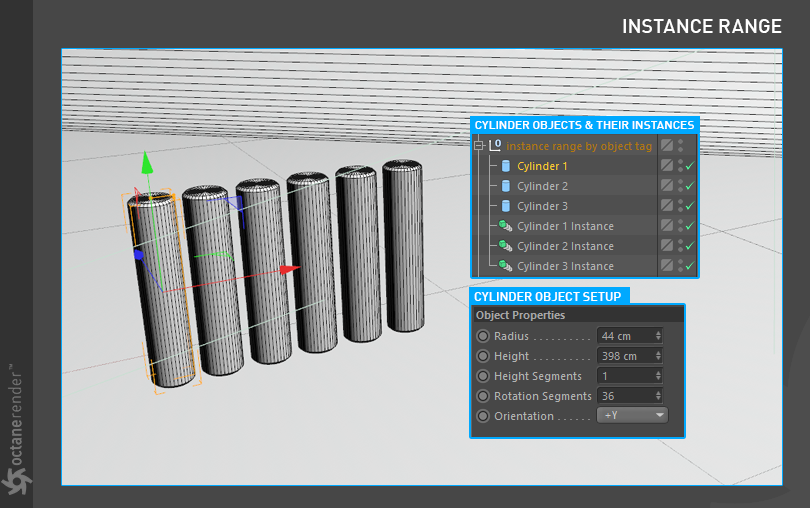 INSTANCE RANGE
CYLINDER OBJECTS & THEIR INSTANCES
instance range by object tag
Cylinder 1
Cylinder 2
Cylinder 3
Cylinder 1 Instance
Cylinder 2 Instance
Cylinder 3 Instance
CYLINDER OBJECT SETUP
Object Properties
Radius . . . . . . . . . . 44 cm
Height . . . . . . . . . . 398 cm
Height Segments 1
Rotation Segments 36
Orientation . . . . . . +Y
octanerender™